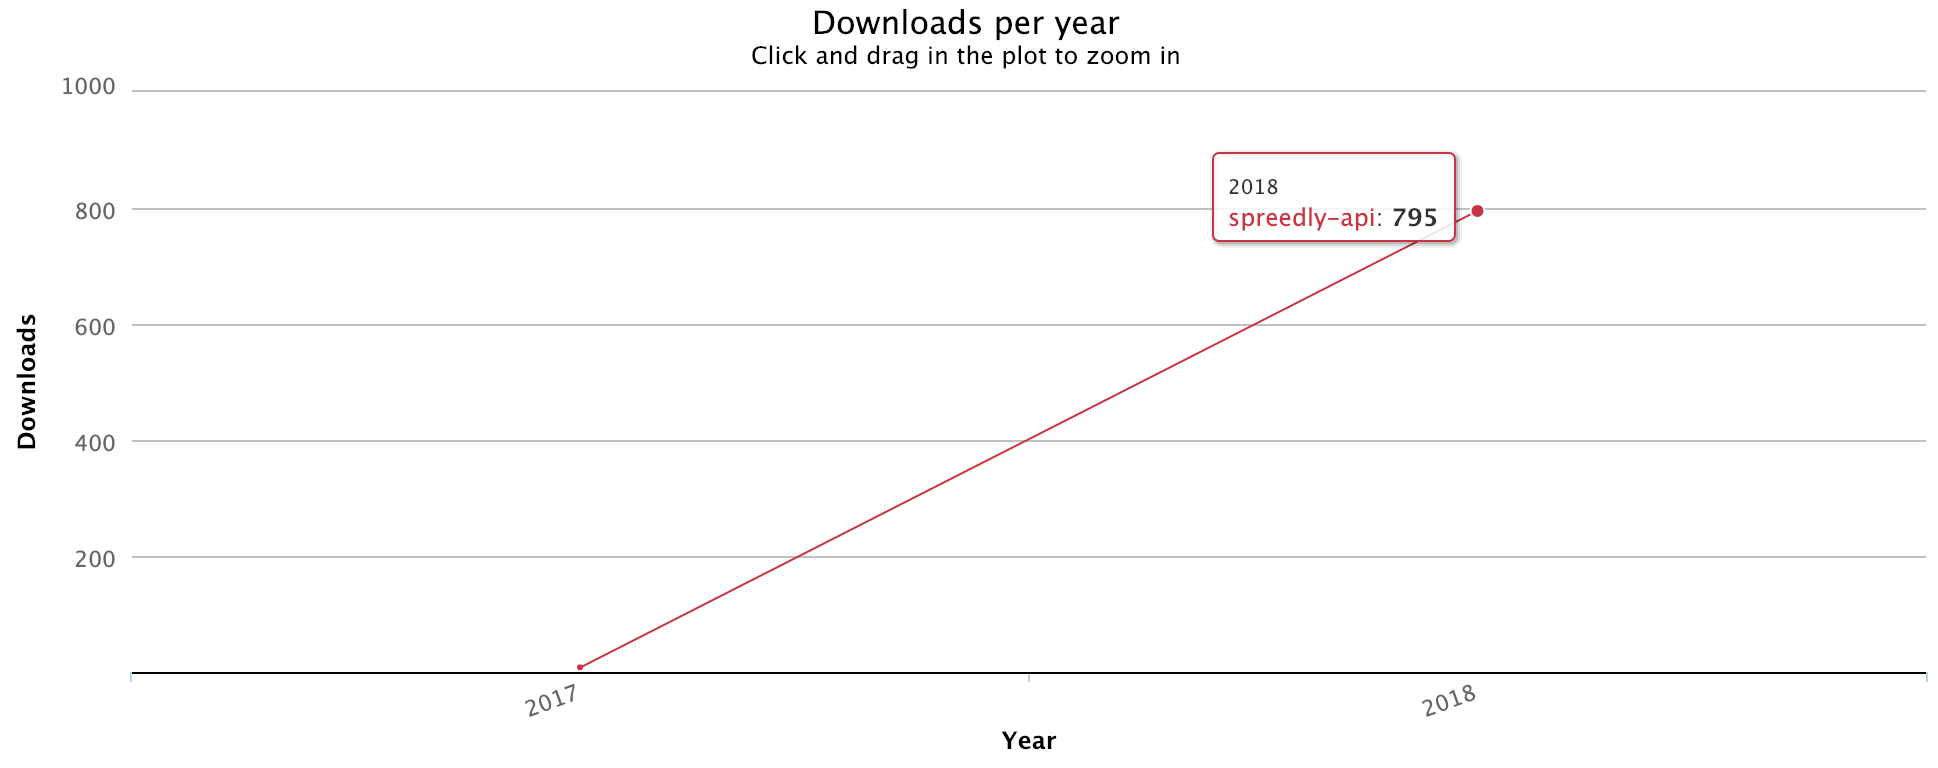 Downloads per year
Click and drag in the plot to zoom in
1000
800
600
400
200
Downloads
2018
spreedly-api: 795
2017
2018
Year